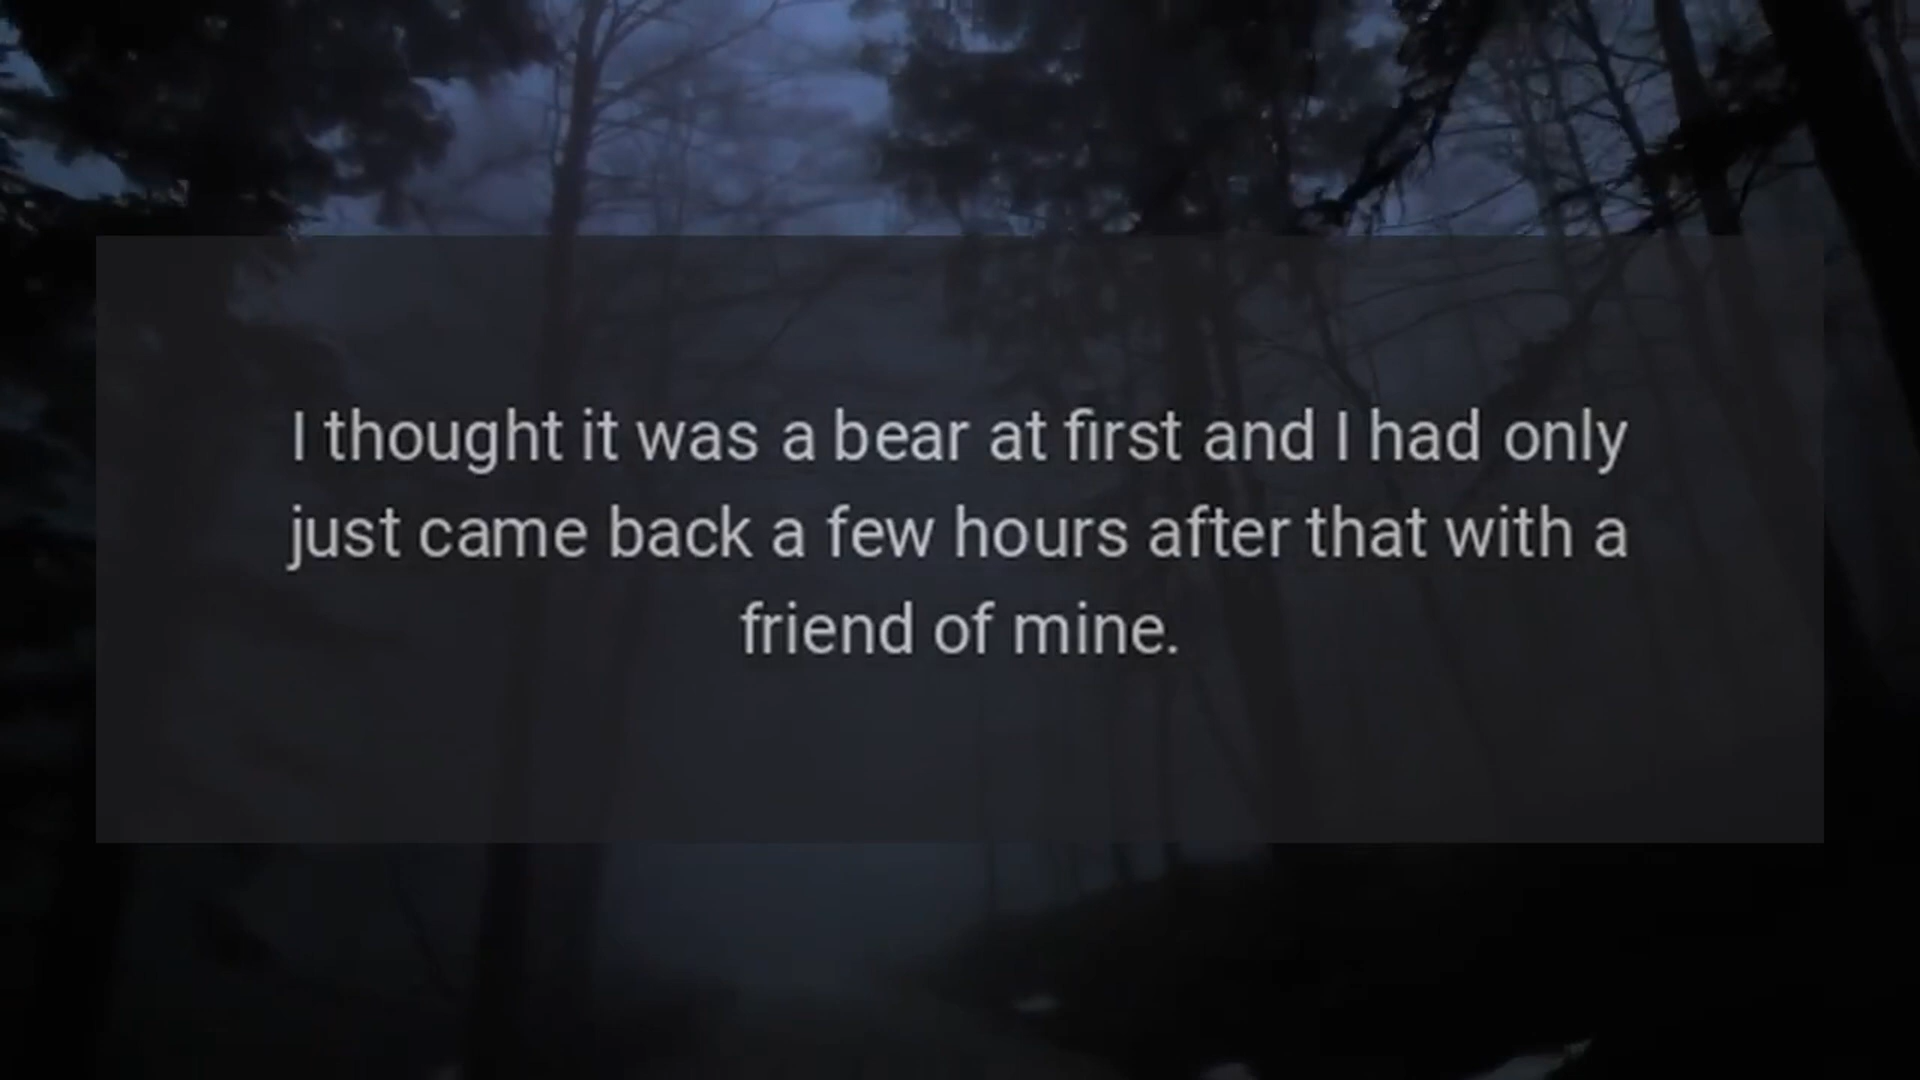 I thought it was a bear at first and I had only
just came back a few hours after that with a
friend of mine.